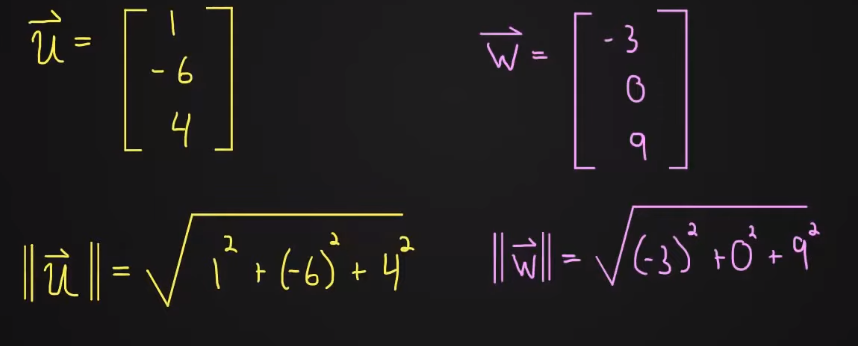 u⃗ = [1 -6 4]
w⃗ = [-3 0 9]
‖u⃗‖ = √(1² + (-6)² + 4²)
‖w⃗‖ = √((-3)² + 0² + 9²)